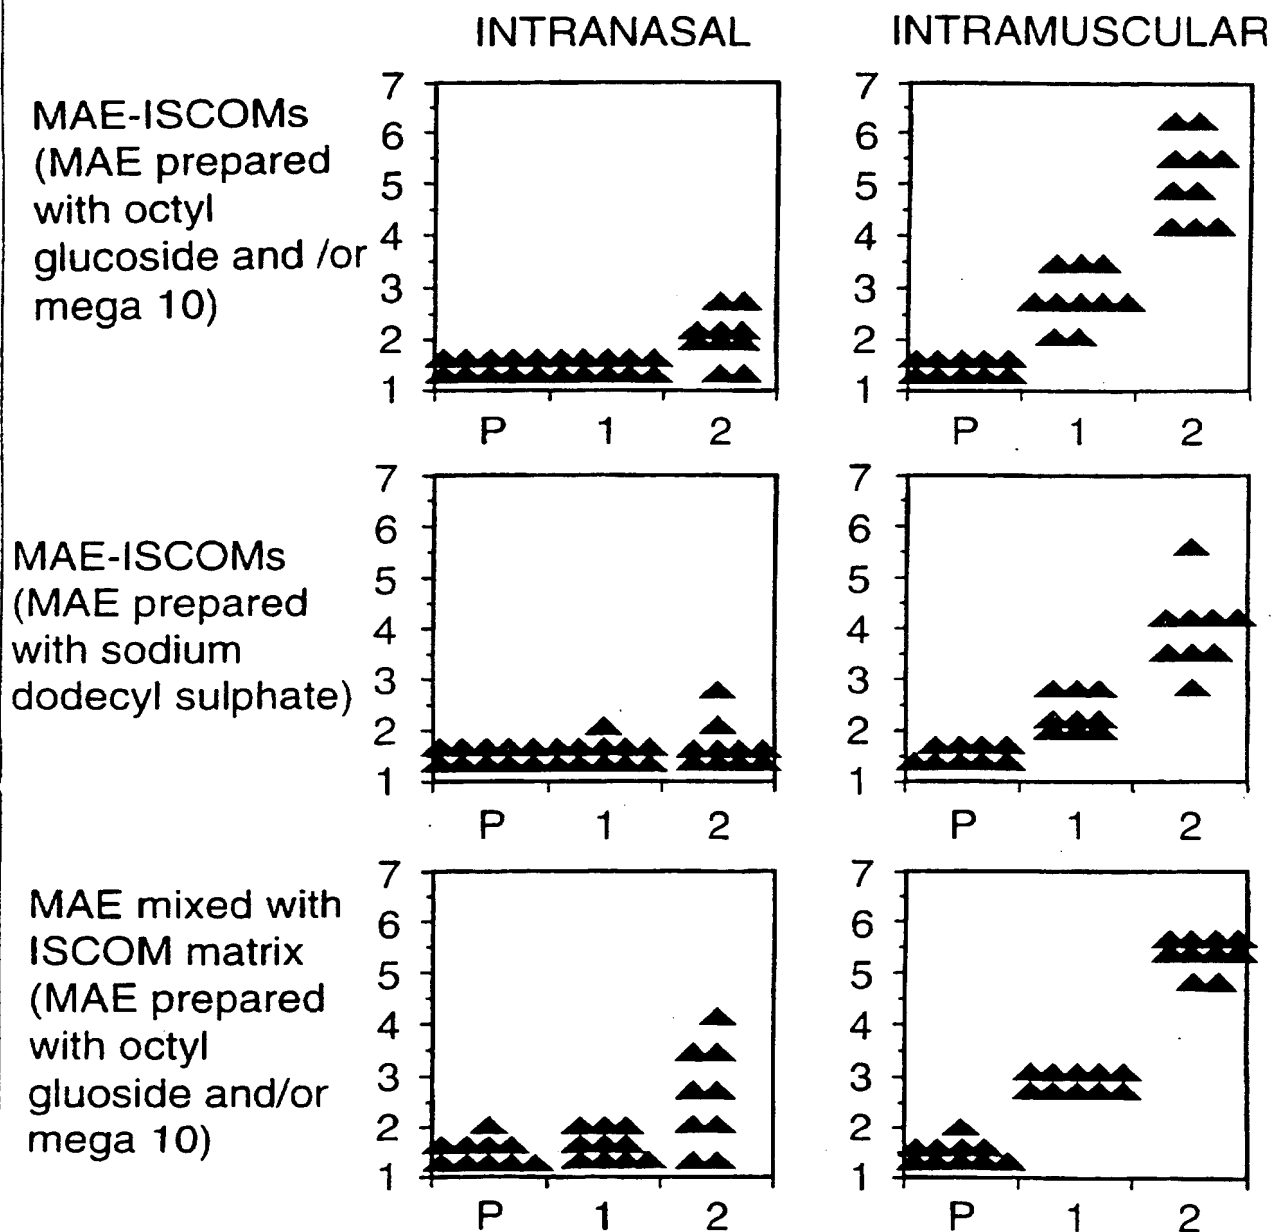 INTRANASAL
INTRAMUSCULAR
MAE-ISCOMs
(MAE prepared
with octyl
glucoside and /or
mega 10)
7
6
5
4
3
2
1
P 1 2
7
6
5
4
3
2
1
P 1 2
MAE-ISCOMs
(MAE prepared
with sodium
dodecyl sulphate)
7
6
5
4
3
2
1
P 1 2
7
6
5
4
3
2
1
P 1 2
MAE mixed with
ISCOM matrix
(MAE prepared
with octyl
gluoside and/or
mega 10)
7
6
5
4
3
2
1
P 1 2
7
6
5
4
3
2
1
P 1 2